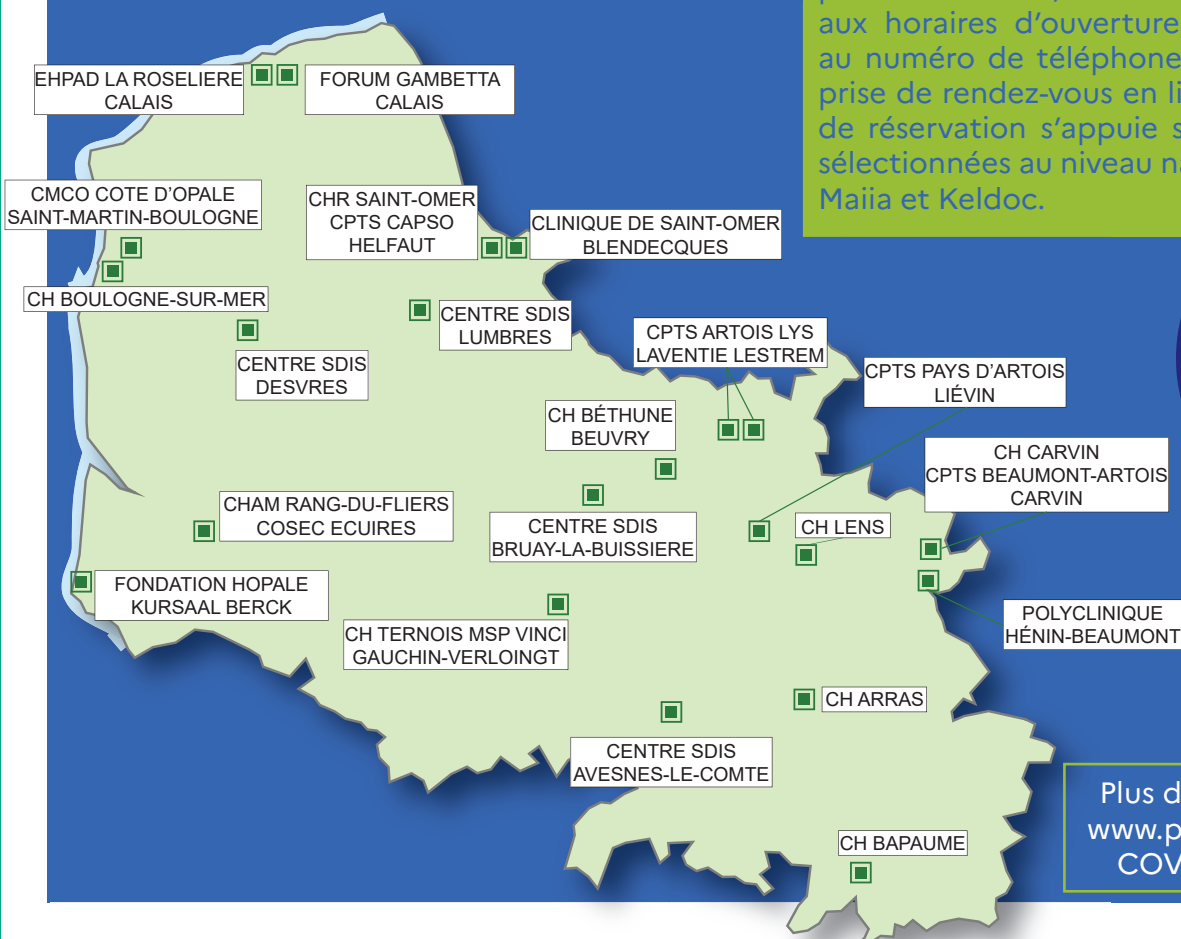 aux horaires d'ouverture
au numéro de téléphone
prise de rendez-vous en
de réservation s'appuie
sélectionnées au niveau
Maiia et Keldoc.
EHPAD LA ROSELIERE
CALAIS
FORUM GAMBETTA
CALAIS
CMCO COTE D'OPALE
SAINT-MARTIN-BOULOGNE
CHR SAINT-OMER
CPTS CAPSO
HELFAUT
CLINIQUE DE SAINT-OMER
BLENDECQUES
CH BOULOGNE-SUR-MER
CENTRE SDIS
LUMBRES
CENTRE SDIS
DESVRES
CPTS ARTOIS LYS
LAVENTIE LESTREM
CPTS PAYS D'ARTOIS
LIÉVIN
CH BÉTHUNE
BEUVRY
CH CARVIN
CPTS BEAUMONT-ARTOIS
CARVIN
CHAM RANG-DU-FLIERS
COSEC ECUIRES
CENTRE SDIS
BRUAY-LA-BUISSIERE
CH LENS
FONDATION HOPALE
KURSAAL BERCK
POLYCLINIQUE
HÉNIN-BEAUMONT
CH TERNOIS MSP VINCI
GAUCHIN-VERLOINGT
CH ARRAS
CENTRE SDIS
AVESNES-LE-COMTE
CH BAPAUME
Plus d
www.p
COV